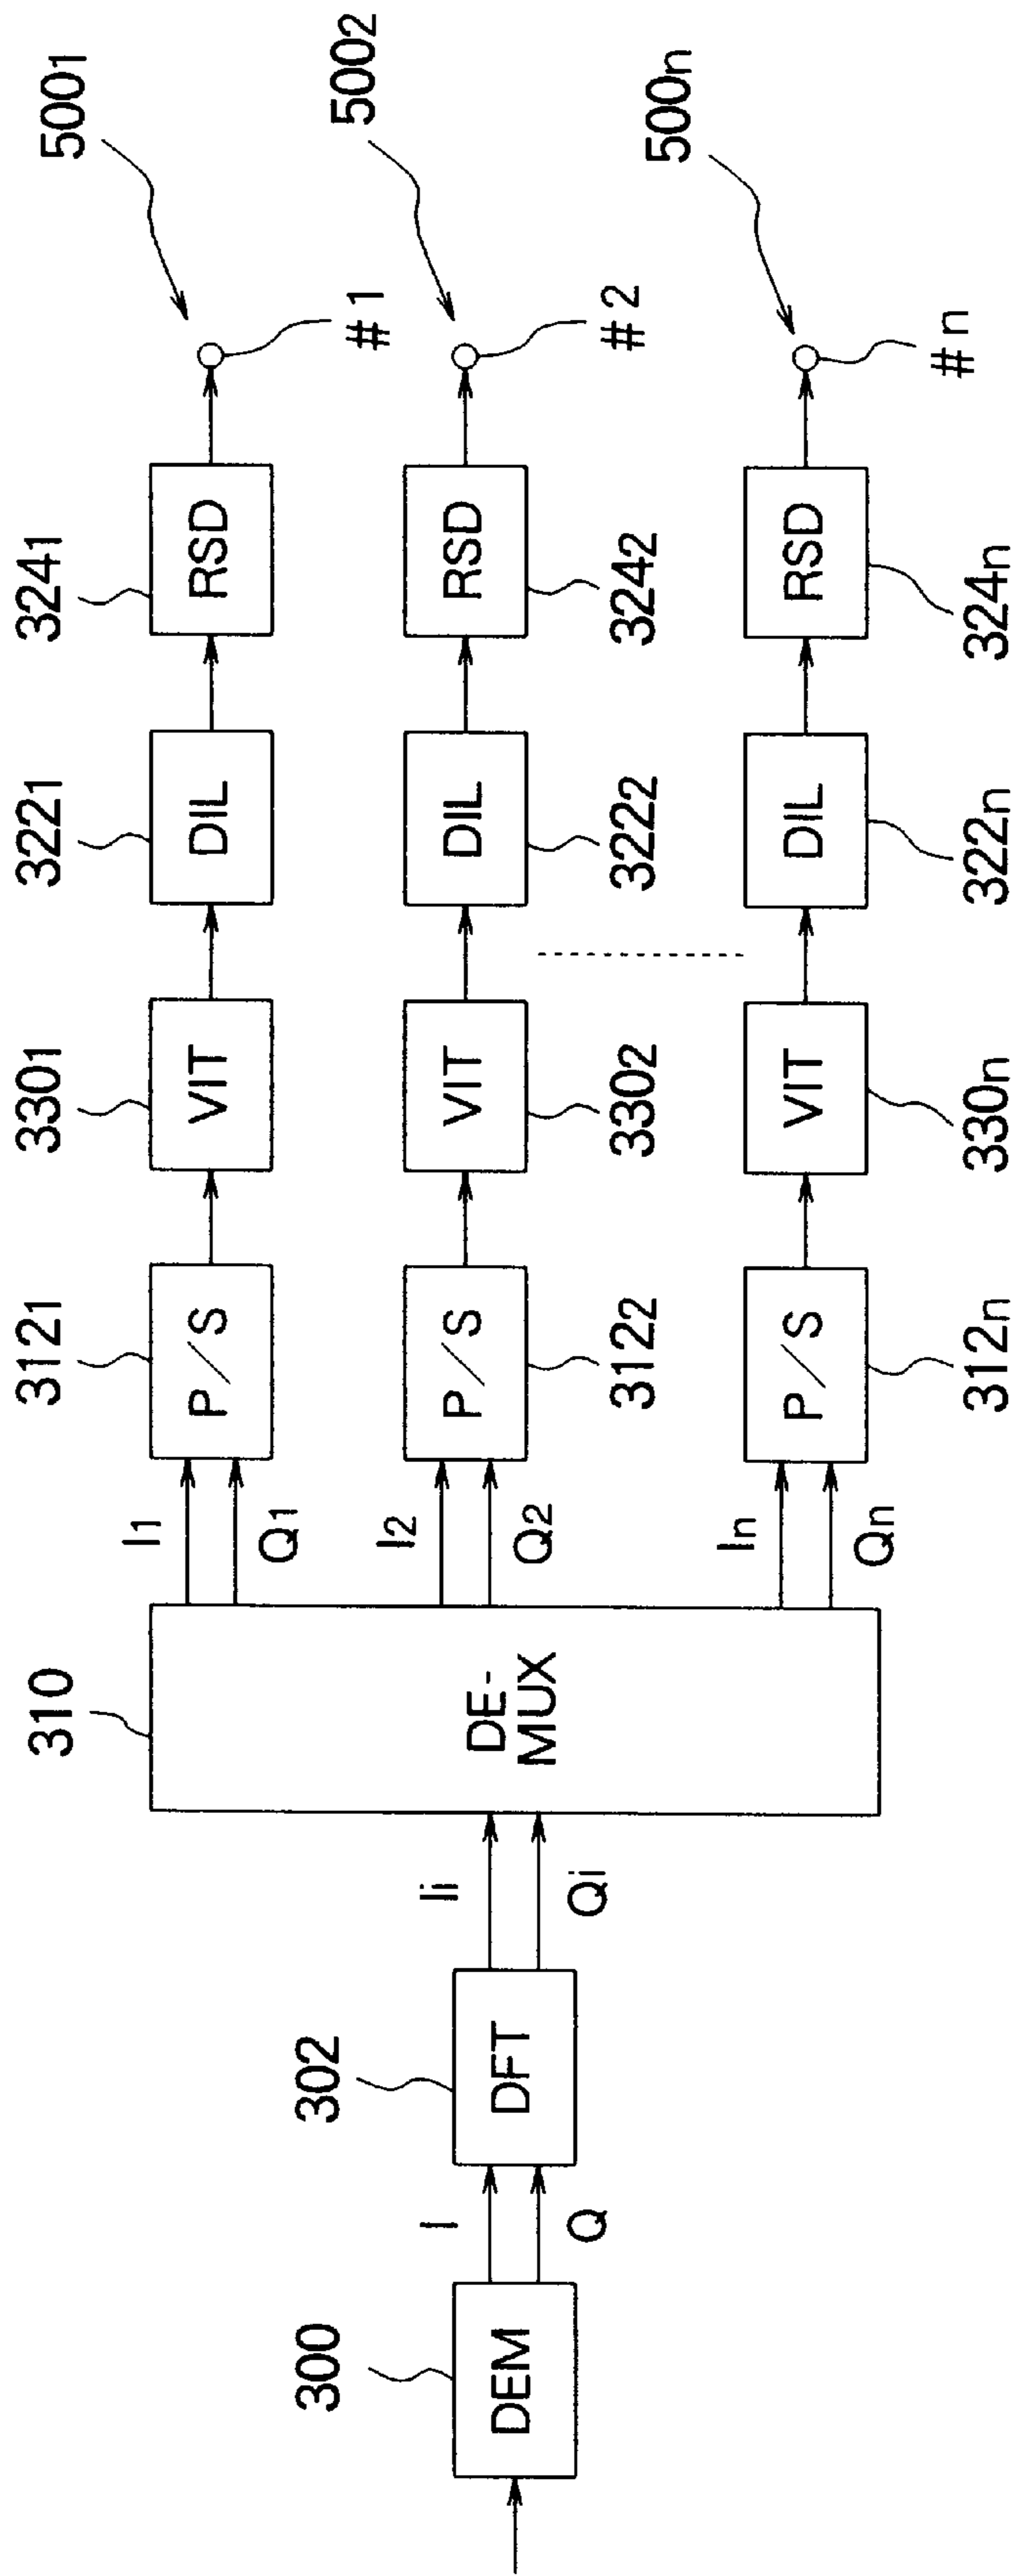 300
DEM
I
Q
302
DFT
Ii
Qi
310
DE-
MUX
I1
Q1
3121
P/S
3301
VIT
3221
DIL
3241
RSD
#1
5001
I2
Q2
P/S
3122
VIT
3302
DIL
3222
RSD
3242
#2
5002
In
Qn
P/S
312n
VIT
330n
DIL
322n
RSD
324n
#n
500n